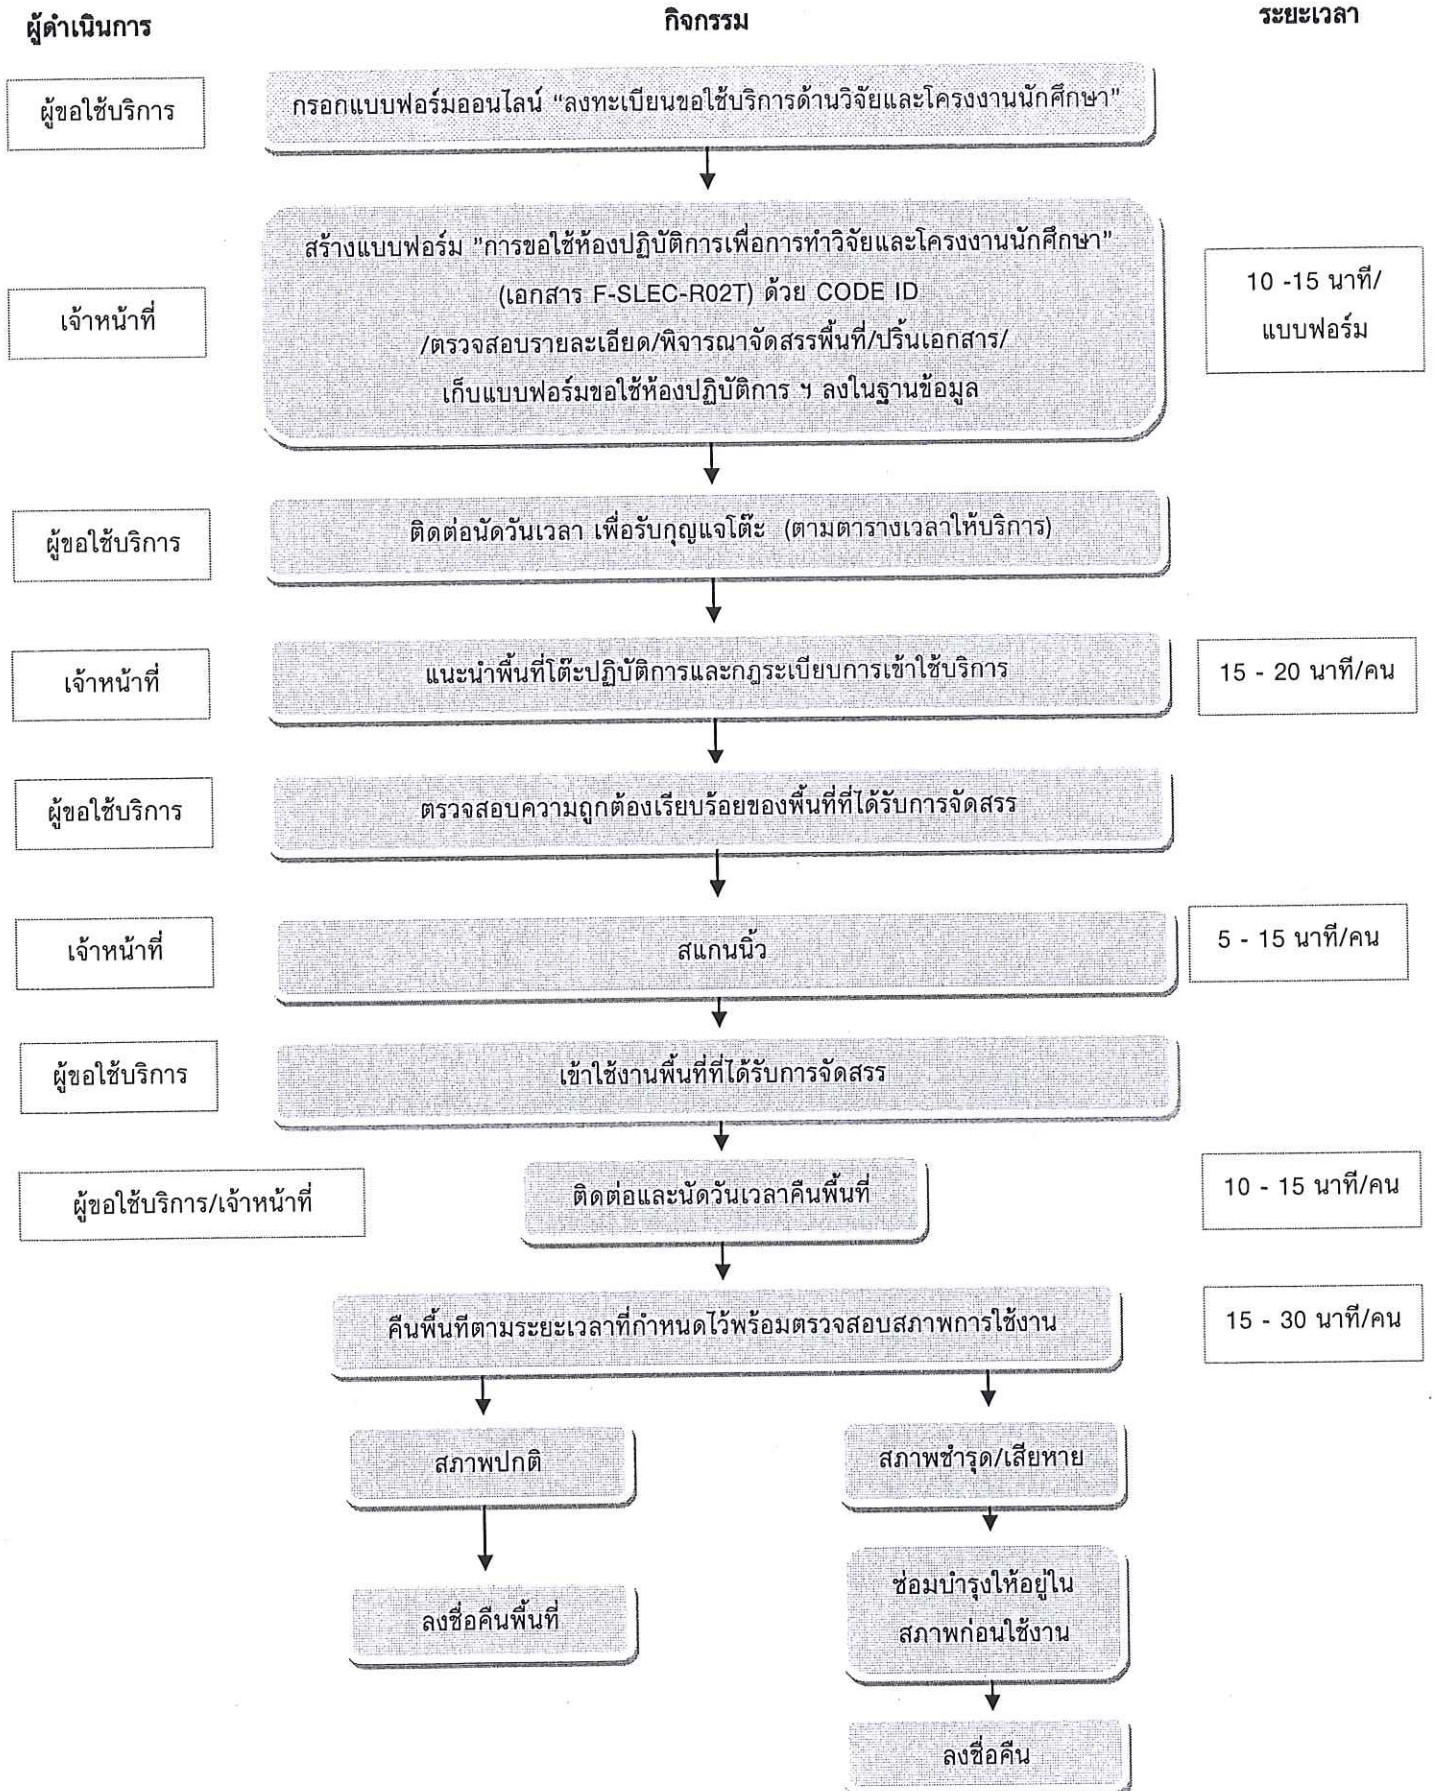 ผู้ดำเนินการ
กิจกรรม
ระยะเวลา
ผู้ขอใช้บริการ
กรอกแบบฟอร์มออนไลน์ "ลงทะเบียนขอใช้บริการด้านวิจัยและโครงงานนักศึกษา"
เจ้าหน้าที่
สร้างแบบฟอร์ม "การขอใช้ห้องปฏิบัติการเพื่อการทำวิจัยและโครงงานนักศึกษา"
(เอกสาร F-SLEC-R02T) ด้วย CODE ID
/ตรวจสอบรายละเอียด/พิจารณาจัดสรรพื้นที่/ปริ้นเอกสาร/
เก็บแบบฟอร์มขอใช้ห้องปฏิบัติการ ฯ ลงในฐานข้อมูล
10 -15 นาที/
แบบฟอร์ม
ผู้ขอใช้บริการ
ติดต่อนัดวันเวลา เพื่อรับกุญแจโต๊ะ (ตามตารางเวลาให้บริการ)
เจ้าหน้าที่
แนะนำพื้นที่โต๊ะปฏิบัติการและกฎระเบียบการเข้าใช้บริการ
15 - 20 นาที/คน
ผู้ขอใช้บริการ
ตรวจสอบความถูกต้องเรียบร้อยของพื้นที่ที่ได้รับการจัดสรร
เจ้าหน้าที่
สแกนนิ้ว
5 - 15 นาที/คน
ผู้ขอใช้บริการ
เข้าใช้งานพื้นที่ที่ได้รับการจัดสรร
ผู้ขอใช้บริการ/เจ้าหน้าที่
ติดต่อและนัดวันเวลาคืนพื้นที่
10 - 15 นาที/คน
คืนพื้นที่ตามระยะเวลาที่กำหนดไว้พร้อมตรวจสอบสภาพการใช้งาน
15 - 30 นาที/คน
สภาพปกติ
สภาพชำรุด/เสียหาย
ลงชื่อคืนพื้นที่
ซ่อมบำรุงให้อยู่ใน
สภาพก่อนใช้งาน
ลงชื่อคืน